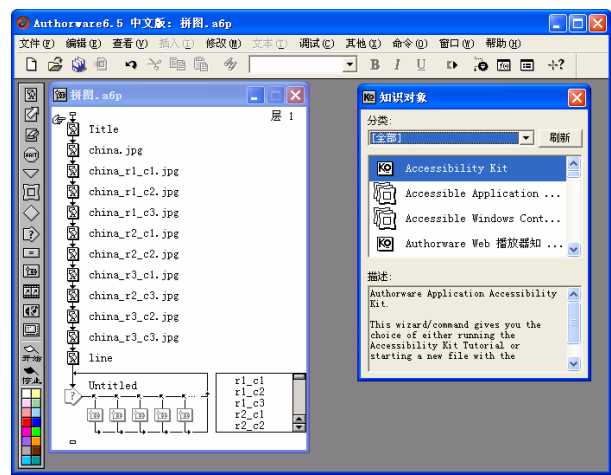 Authorware6.5 中文版: 拼图.a6p
文件(F) 编辑(E) 查看(V) 插入(I) 修改(M) 文本(T) 调试(C) 其他(X) 命令(O) 窗口(W) 帮助(H)
B I U
拼图.a6p
层 1
Title
china.jpg
china_r1_c1.jpg
china_r1_c2.jpg
china_r1_c3.jpg
china_r2_c1.jpg
china_r2_c2.jpg
china_r3_c1.jpg
china_r2_c3.jpg
china_r3_c2.jpg
china_r3_c3.jpg
line
Untitled
r1_c1
r1_c2
r1_c3
r2_c1
r2_c2
WAIT
开始
停止
KO 知识对象
分类:
[全部]
刷新
KO Accessibility Kit
Accessible Application ...
Accessible Windows Cont...
KO Authorware Web 播放器知 ...
描述:
Authorware Application Accessibility
Kit.
This wizard/command gives you the
choice of either running the
Accessibility Kit Tutorial or
starting a new file with the